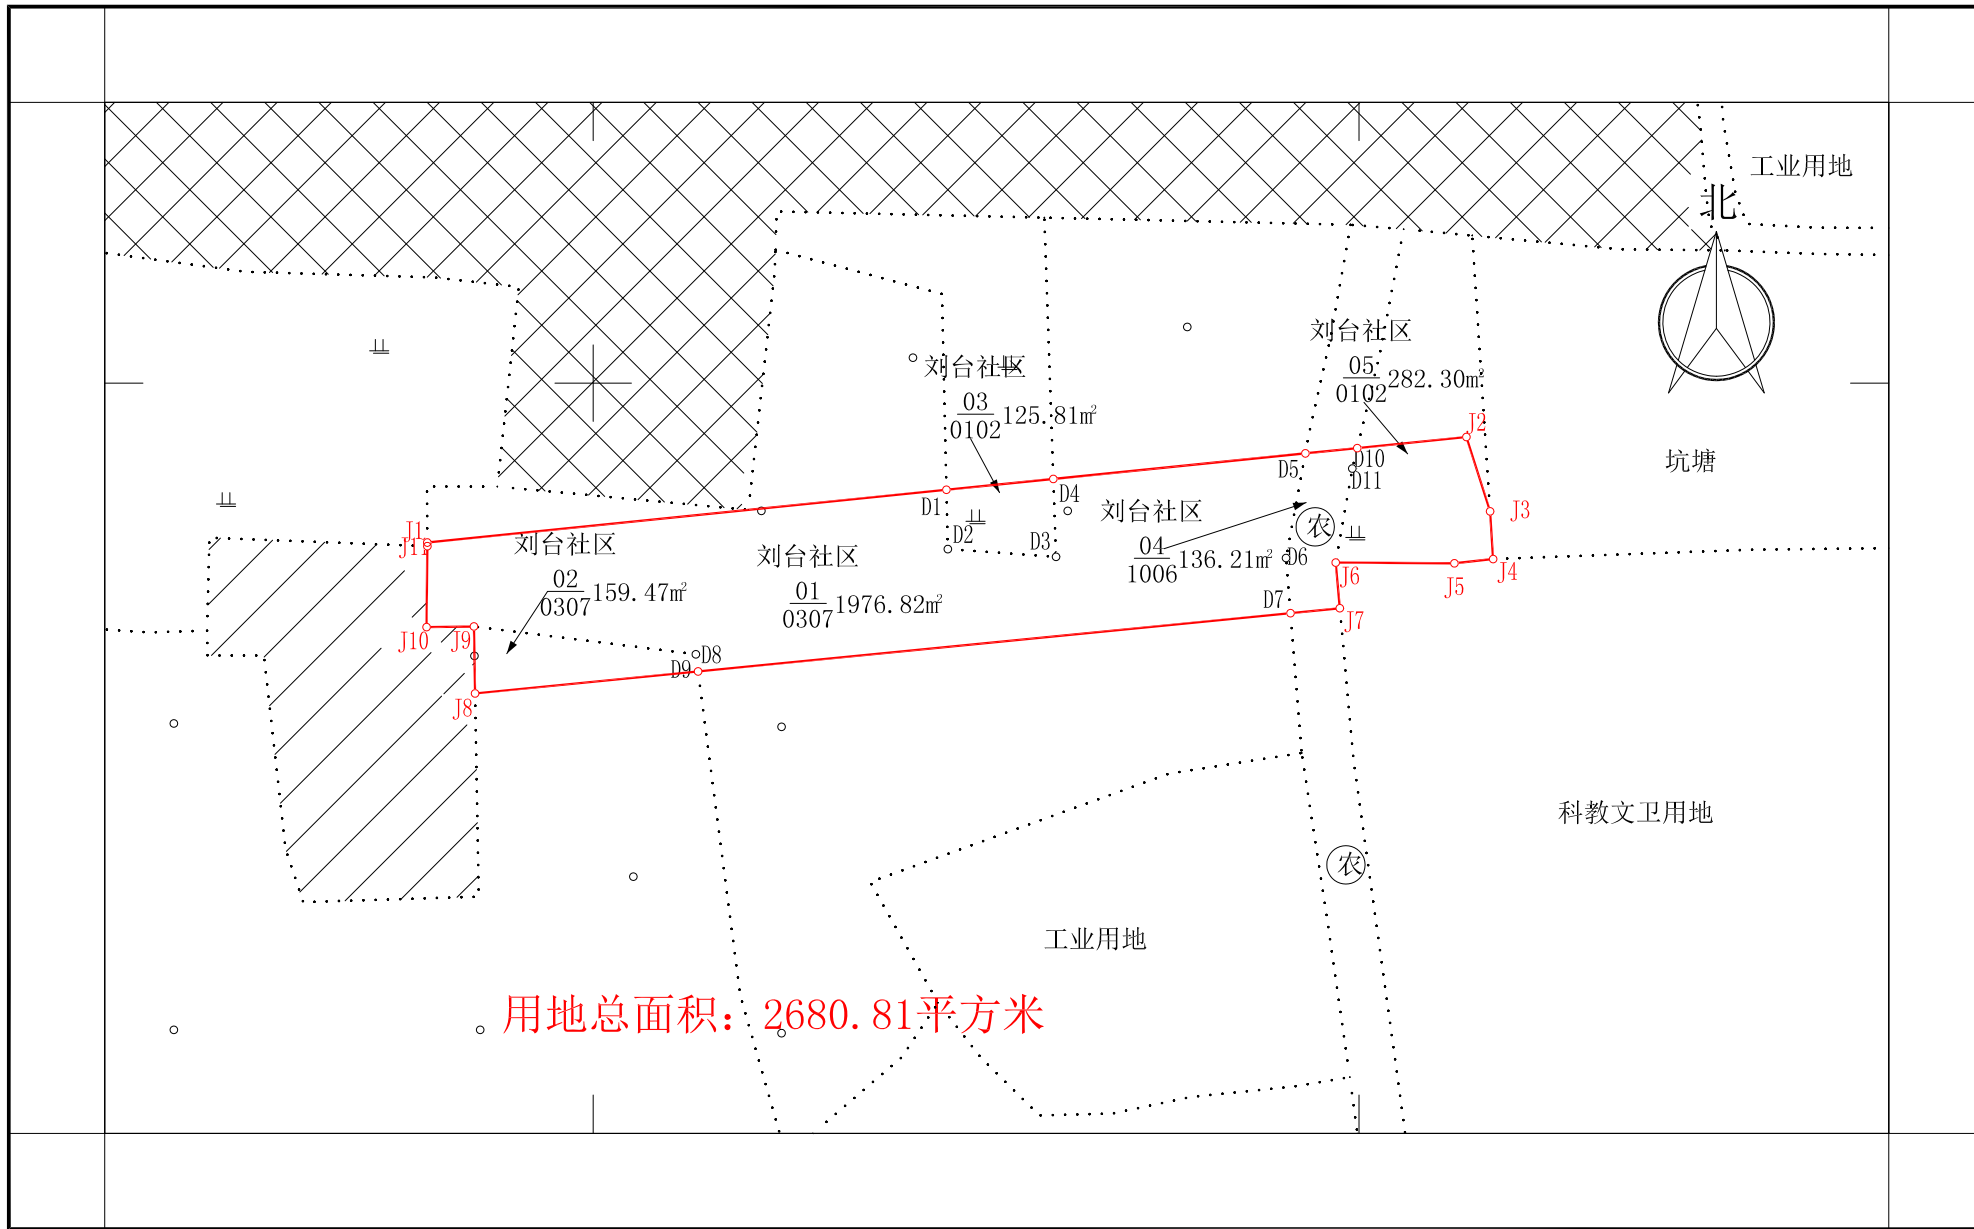 工业用地
北
刘台社区
05
0102
282.30m²
刘台社区
03
0102
125.81m²
J2
坑塘
D5
D10
D11
D1
D4
J3
刘台社区
J1
J11
刘台社区
D2
D3
农
刘台社区
04
1006
136.21m²
D6
J6
J5
J4
02
0307
159.47m²
01
0307
1976.82m²
D7
J7
J10
J9
D9
D8
J8
科教文卫用地
农
工业用地
用地总面积：2680.81平方米